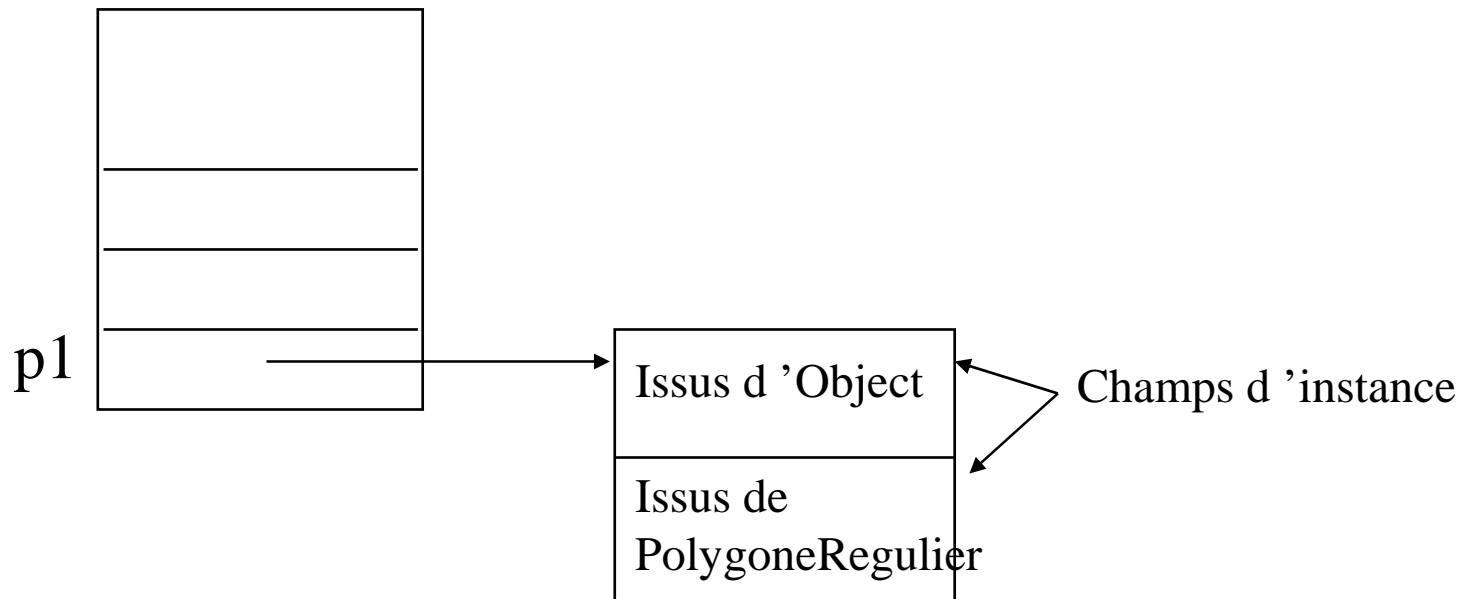 p1
Issus d ’Object
Champs d ’instance
Issus de
PolygoneRegulier